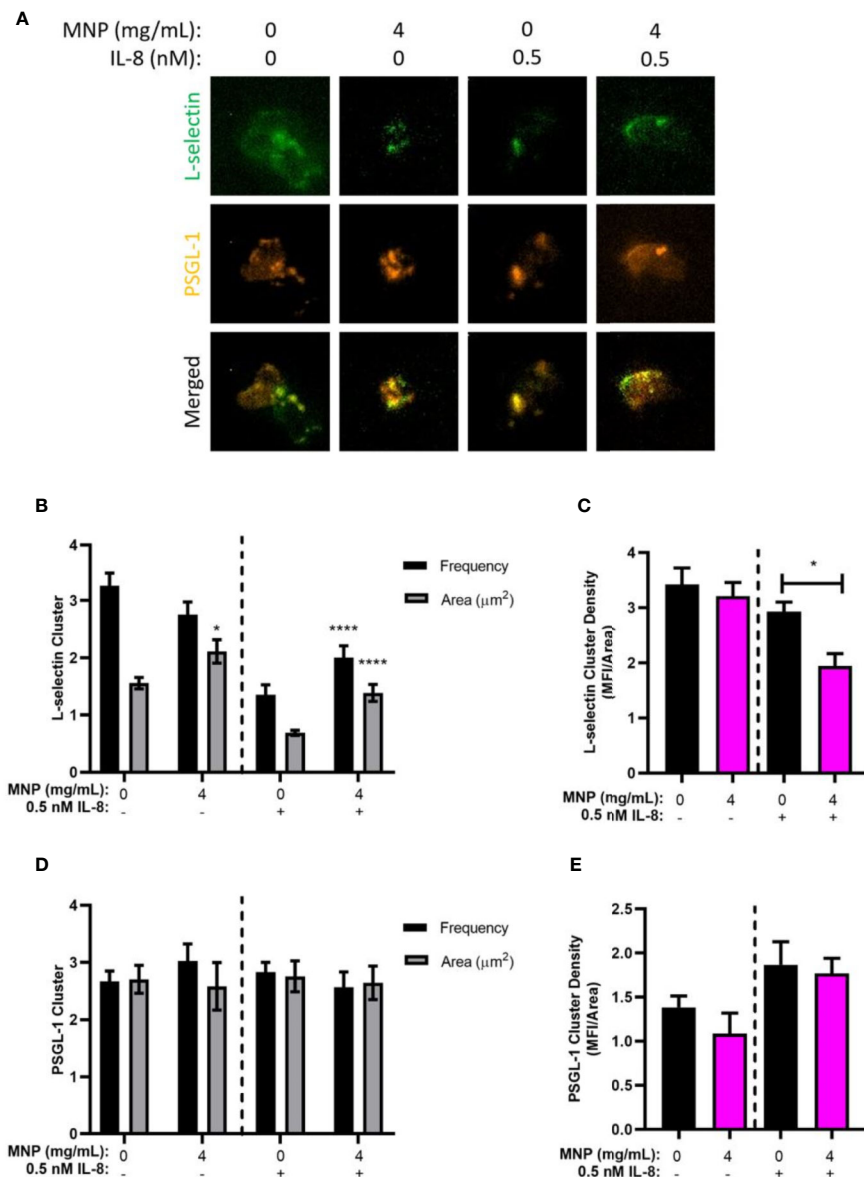 A
MNP (mg/mL): 0 4 0 4
IL-8 (nM): 0 0 0.5 0.5
L-selectin
PSGL-1
Merged
B
L-selectin Cluster
4
3
2
1
0
Frequency
Area (µm²)
*
****
****
MNP (mg/mL): 0 4 0 4
0.5 nM IL-8: - - + +
C
L-selectin Cluster Density
(MFI/Area)
4
3
2
1
0
*
MNP (mg/mL): 0 4 0 4
0.5 nM IL-8: - - + +
D
PSGL-1 Cluster
4
3
2
1
0
Frequency
Area (µm²)
MNP (mg/mL): 0 4 0 4
0.5 nM IL-8: - - + +
E
PSGL-1 Cluster Density
(MFI/Area)
2.5
2.0
1.5
1.0
0.5
0.0
MNP (mg/mL): 0 4 0 4
0.5 nM IL-8: - - + +